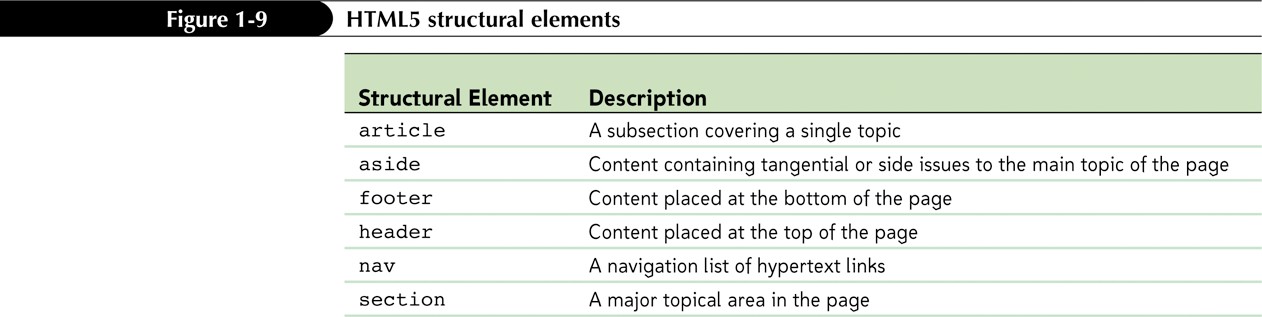 Figure 1-9 HTML5 structural elements
Structural Element Description
article A subsection covering a single topic
aside Content containing tangential or side issues to the main topic of the page
footer Content placed at the bottom of the page
header Content placed at the top of the page
nav A navigation list of hypertext links
section A major topical area in the page